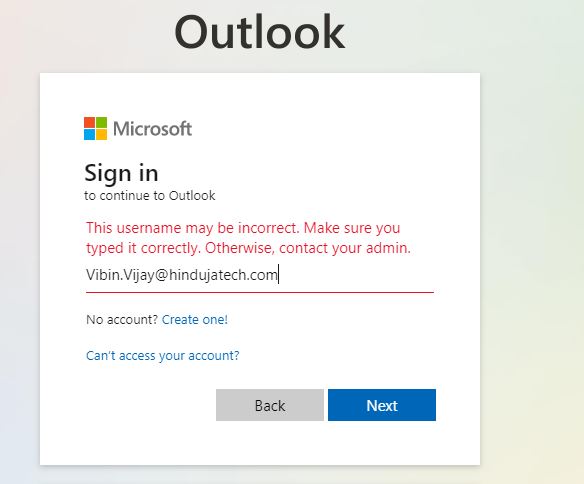 Outlook
Microsoft
Sign in
to continue to Outlook
This username may be incorrect. Make sure you
typed it correctly. Otherwise, contact your admin.
Vibin.Vijay@hindujatech.com
No account? Create one!
Can’t access your account?
Back Next